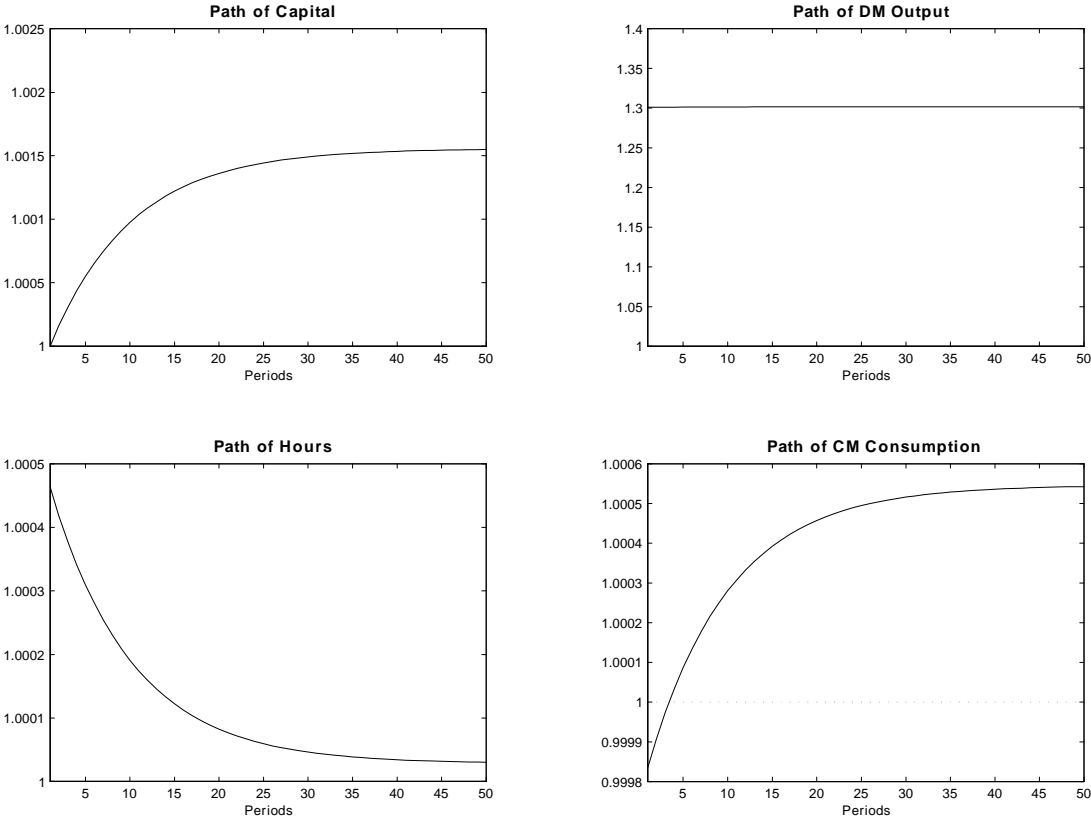 Path of Capital
1.0025
1.002
1.0015
1.001
1.0005
1
5 10 15 20 25 30 35 40 45 50
Periods
Path of DM Output
1.4
1.35
1.3
1.25
1.2
1.15
1.1
1.05
1
5 10 15 20 25 30 35 40 45 50
Periods
Path of Hours
1.0005
1.0004
1.0003
1.0002
1.0001
1
5 10 15 20 25 30 35 40 45 50
Periods
Path of CM Consumption
1.0006
1.0005
1.0004
1.0003
1.0002
1.0001
1
0.9999
0.9998
5 10 15 20 25 30 35 40 45 50
Periods